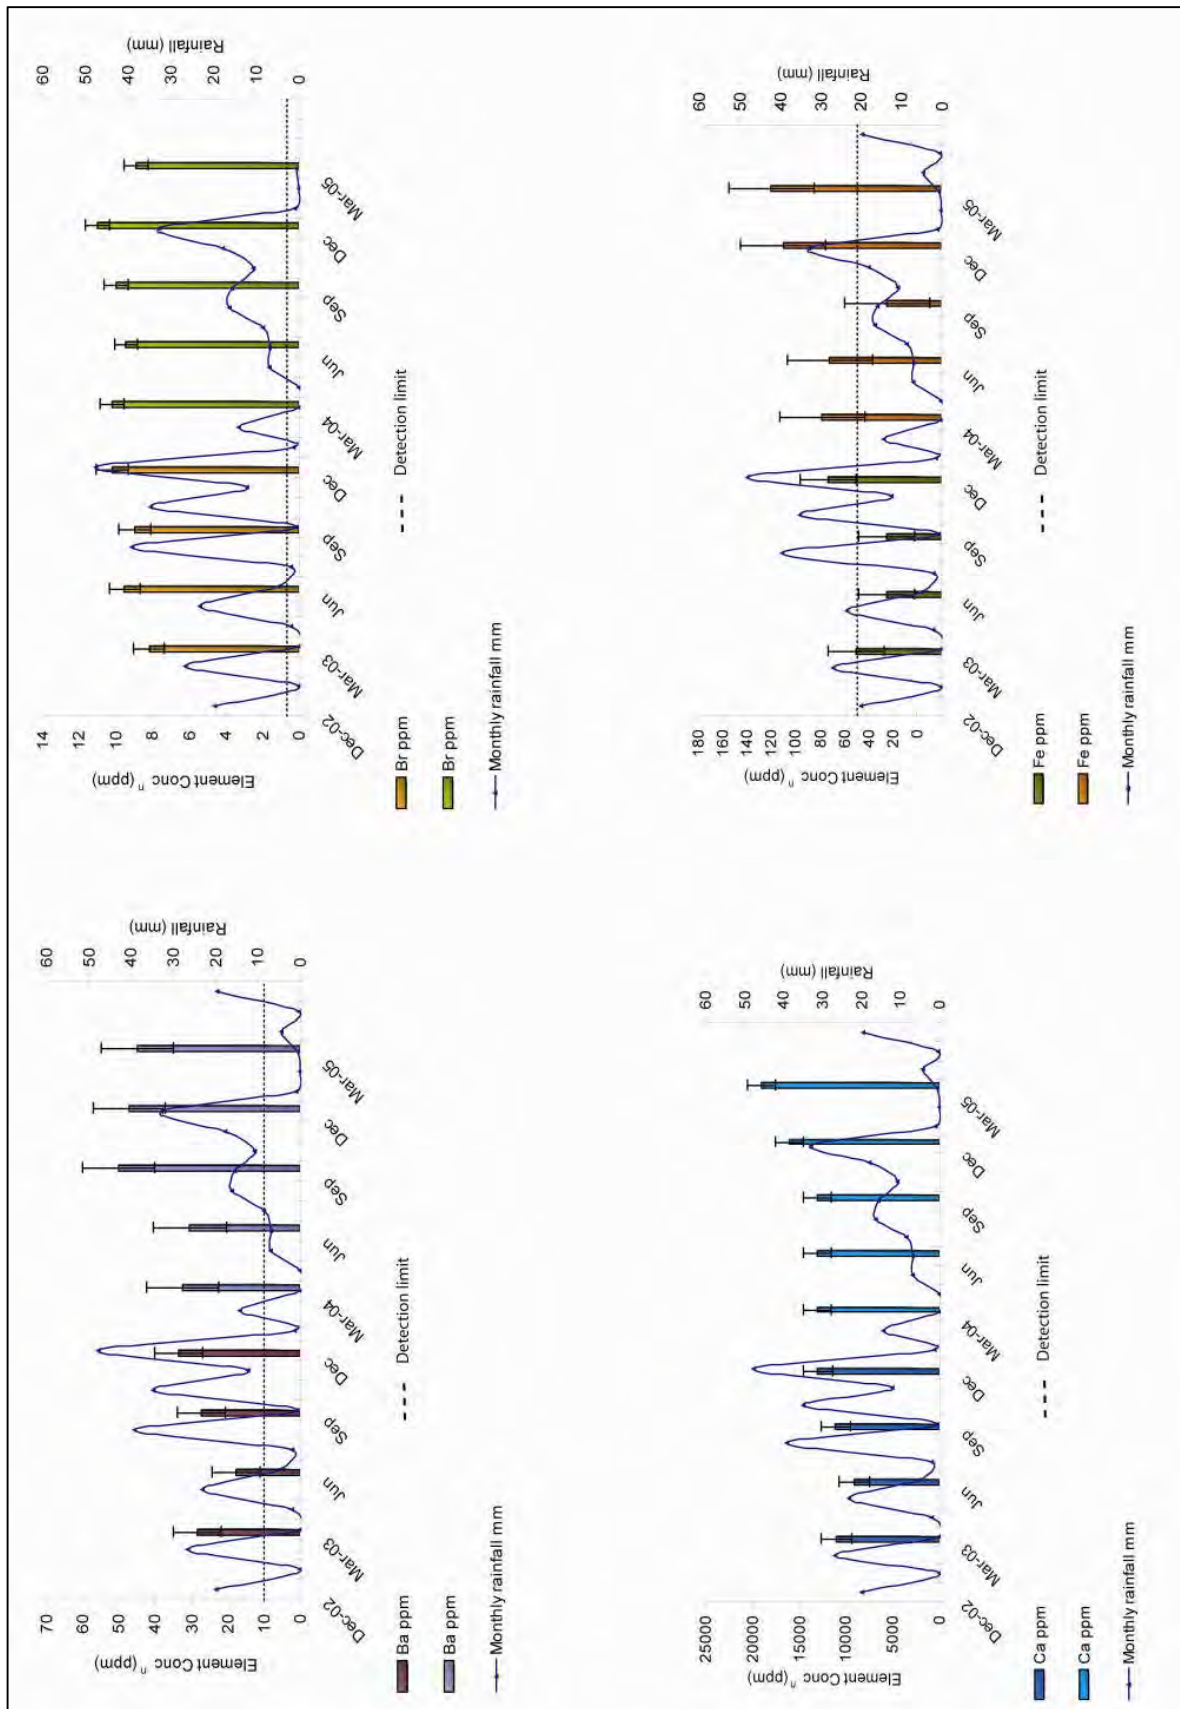 70
60
50
40
30
20
10
0
Element Conc n (ppm)
60
50
40
30
20
10
0
Rainfall (mm)
Dec-02
Mar-03
Jun
Sep
Dec
Mar-04
Jun
Sep
Dec
Mar-05
Ba ppm
Ba ppm
Monthly rainfall mm
Detection limit
14
12
10
8
6
4
2
0
Element Conc n (ppm)
60
50
40
30
20
10
0
Rainfall (mm)
Dec-02
Mar-03
Jun
Sep
Dec
Mar-04
Jun
Sep
Dec
Mar-05
Br ppm
Br ppm
Monthly rainfall mm
Detection limit
25000
20000
15000
10000
5000
0
Element Conc n (ppm)
60
50
40
30
20
10
0
Rainfall (mm)
Dec-02
Mar-03
Jun
Sep
Dec
Mar-04
Jun
Sep
Dec
Mar-05
Ca ppm
Ca ppm
Monthly rainfall mm
Detection limit
180
160
140
120
100
80
60
40
20
0
Element Conc n (ppm)
60
50
40
30
20
10
0
Rainfall (mm)
Dec-02
Mar-03
Jun
Sep
Dec
Mar-04
Jun
Sep
Dec
Mar-05
Fe ppm
Fe ppm
Monthly rainfall mm
Detection limit